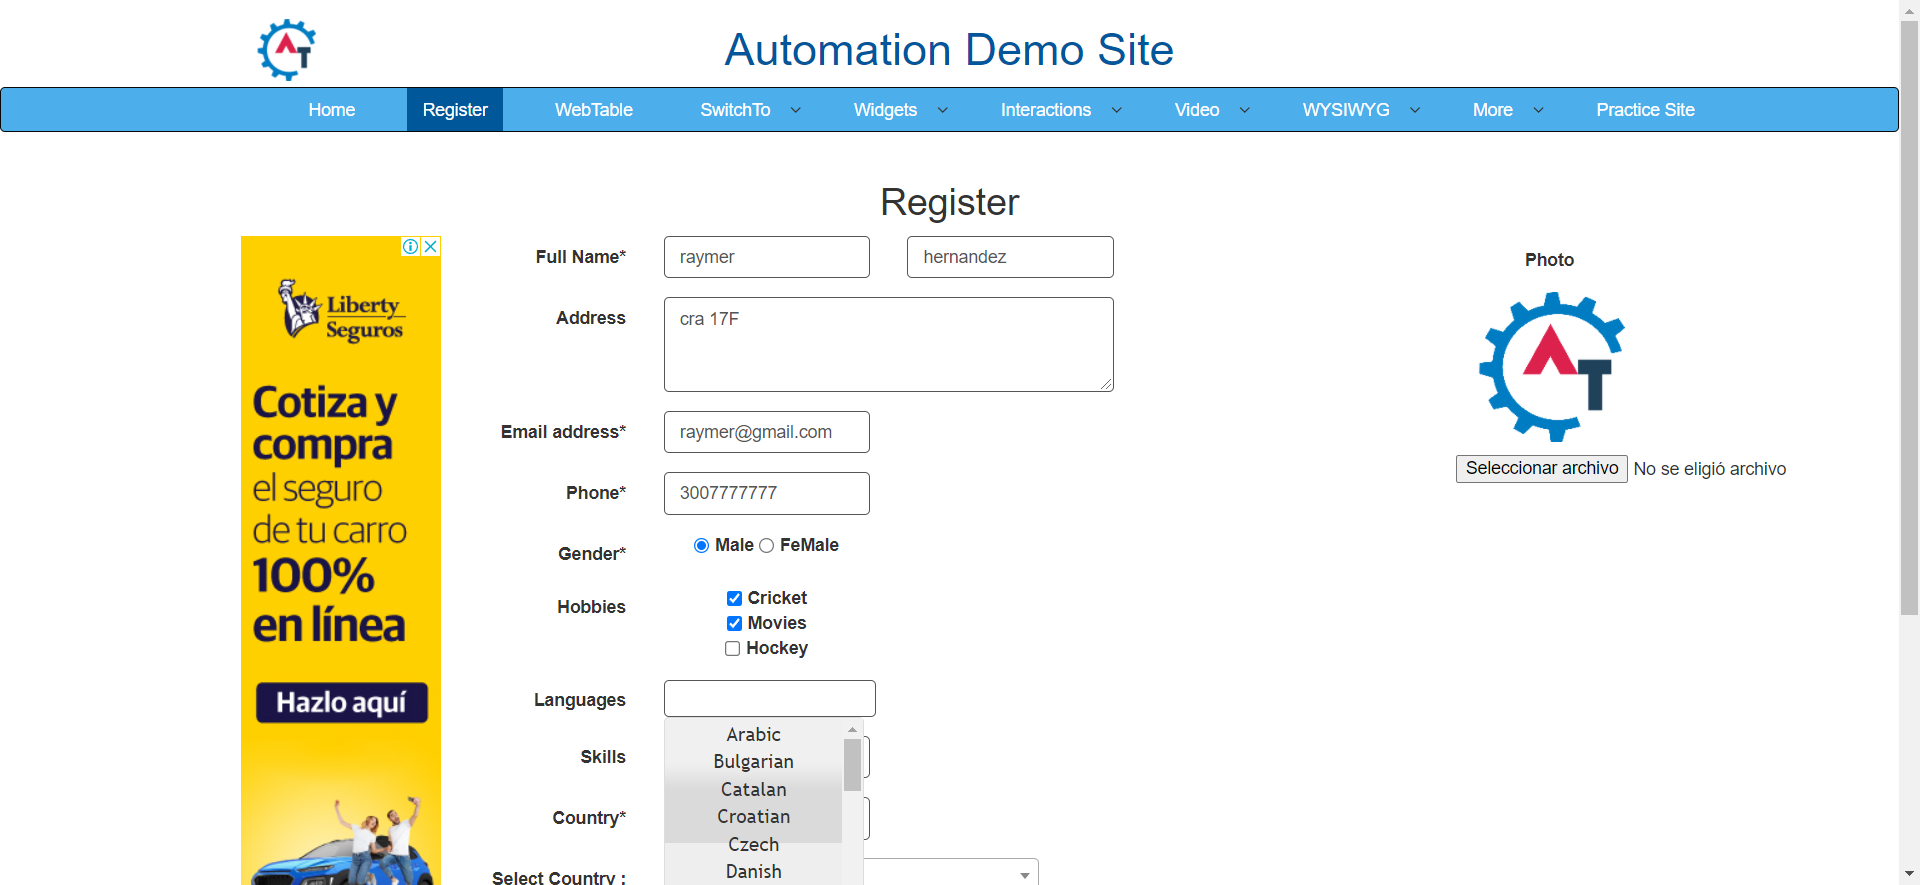 AT
Automation Demo Site
Home Register WebTable SwitchTo Widgets Interactions Video WYSIWYG More Practice Site
Register
Full Name* raymer hernandez
Photo
Address cra 17F
AT
Email address* raymer@gmail.com
Seleccionar archivo No se eligió archivo
Phone* 3007777777
Gender* Male FeMale
Hobbies Cricket
Movies
Hockey
Languages
Arabic
Bulgarian
Catalan
Croatian
Czech
Danish
Skills
Country*
Select Country :
Liberty
Seguros
Cotiza y
compra
el seguro
de tu carro
100%
en línea
Hazlo aquí